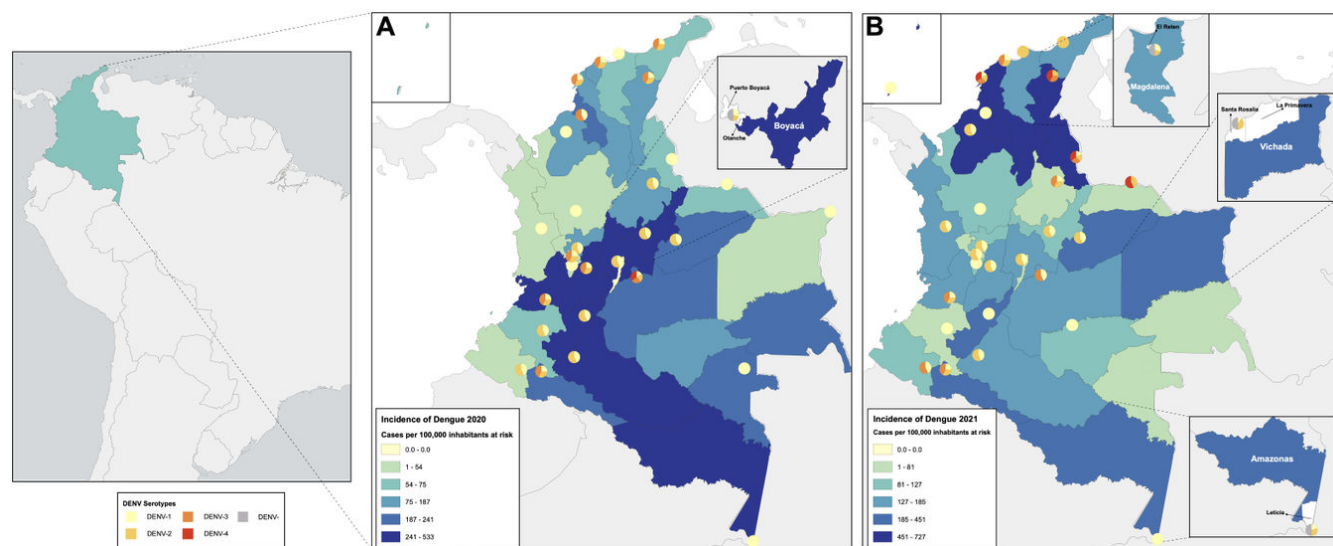 A
Puerto Boyacá
Otanche
Boyacá
Incidence of Dengue 2020
Cases per 100,000 inhabitants at risk
0.0 - 0.0
1 - 54
54 - 75
75 - 187
187 - 241
241 - 533
B
El Reten
Magdalena
Santa Rosalia
La Primavera
Vichada
Incidence of Dengue 2021
Cases per 100,000 inhabitants at risk
0.0 - 0.0
1 - 81
81 - 127
127 - 185
185 - 451
451 - 727
Amazonas
Leticia
DENV Serotypes
DENV-1 DENV-3 DENV-
DENV-2 DENV-4